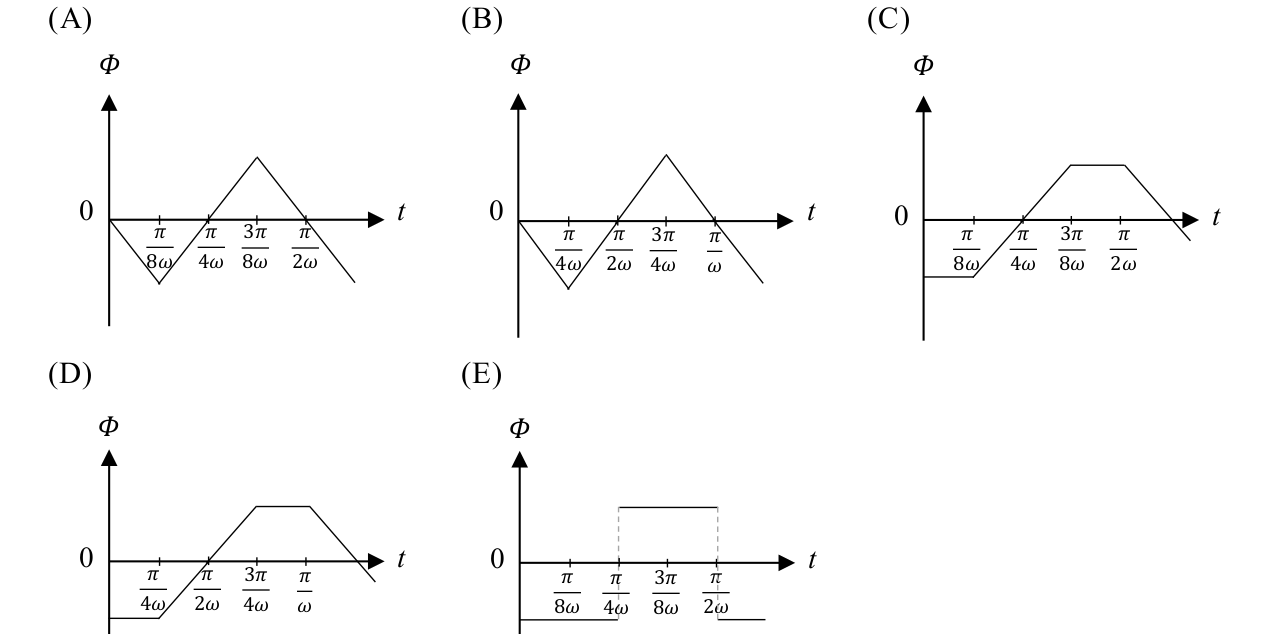 (A) (B) (C)
Φ Φ Φ
0 t 0 t 0 t
π/8ω π/4ω 3π/8ω π/2ω
π/4ω π/2ω 3π/4ω π/ω
π/8ω π/4ω 3π/8ω π/2ω
(D) (E)
Φ Φ
0 t 0 t
π/4ω π/2ω 3π/4ω π/ω
π/8ω π/4ω 3π/8ω π/2ω